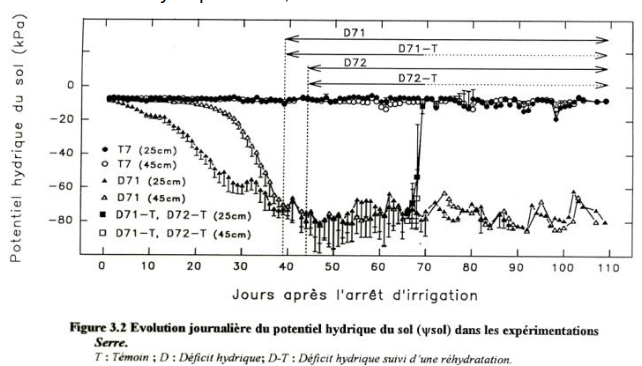 D71
D71-T
D72
D72-T
Potentiel hydrique du sol (kPa)
0
-20
-40
-60
-80
T7 (25cm)
T7 (45cm)
D71 (25cm)
D71 (45cm)
D71-T, D72-T (25cm)
D71-T, D72-T (45cm)
0 10 20 30 40 50 60 70 80 90 100 110
Jours après l'arrêt d'irrigation
Figure 3.2 Evolution journalière du potentiel hydrique du sol (ψsol) dans les expérimentations
Serre.
T : Témoin ; D : Déficit hydrique; D-T : Déficit hydrique suivi d'une réhydratation.